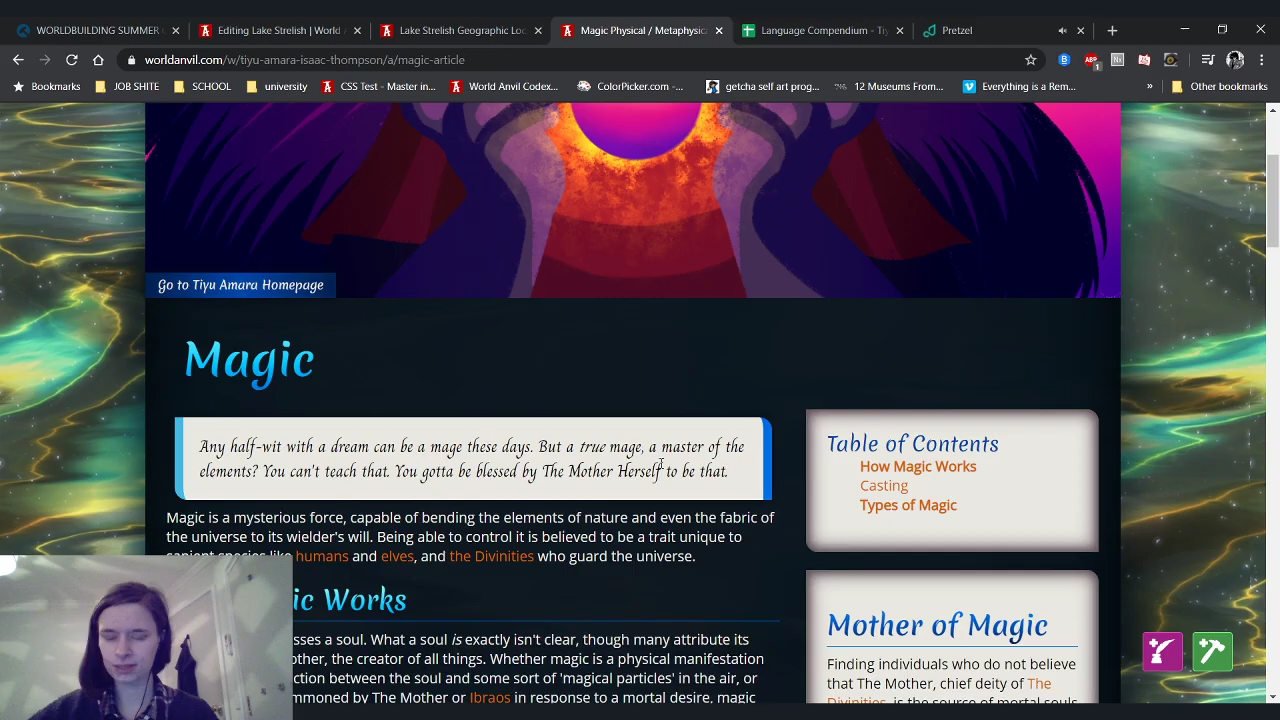 WORLDBUILDING SUMMER
Editing Lake Strelish | World
Lake Strelish Geographic Loc
Magic Physical / Metaphysic
Language Compendium - Tiy
Pretzel
worldanvil.com/w/tiyu-amara-isaac-thompson/a/magic-article
Bookmarks
JOB SHITE
SCHOOL
university
CSS Test - Master in...
World Anvil Codex...
ColorPicker.com -...
getcha self art prog...
12 Museums From...
Everything is a Rem...
»
Other bookmarks
Go to Tiyu Amara Homepage
Magic
Any half-wit with a dream can be a mage these days. But a true mage, a master of the
elements? You can't teach that. You gotta be blessed by The Mother Herself to be that.
Magic is a mysterious force, capable of bending the elements of nature and even the fabric of
the universe to its wielder's will. Being able to control it is believed to be a trait unique to
sapient species like humans and elves, and the Divinities who guard the universe.
ic Works
sses a soul. What a soul is exactly isn't clear, though many attribute its
other, the creator of all things. Whether magic is a physical manifestation
ction between the soul and some sort of 'magical particles' in the air, or
mmoned by The Mother or Ibraos in response to a mortal desire, magic
Table of Contents
How Magic Works
Casting
Types of Magic
Mother of Magic
Finding individuals who do not believe
that The Mother, chief deity of The
Divinities, is the source of mortal souls